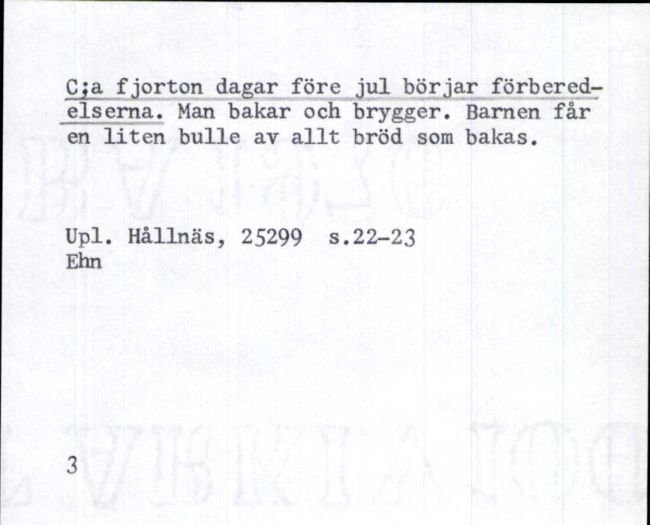 C;a fjorton dagar före jul börjar förbered-
elserna. Man bakar och brygger. Barnen får
en liten bulle av allt bröd som bakas.
Upl. Hållnäs, 25299 s.22-23
Ehn
3